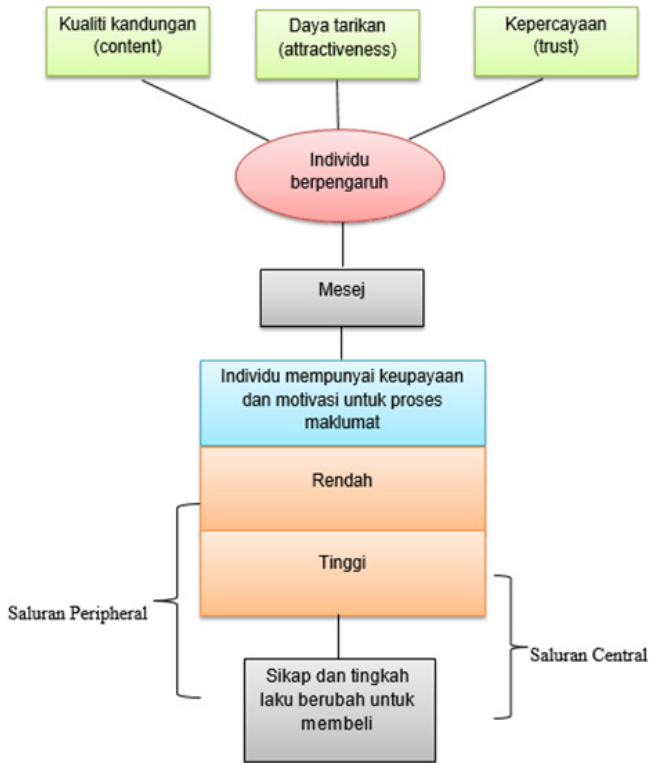 Kualiti kandungan
(content)
Daya tarikan
(attractiveness)
Kepercayaan
(trust)
Individu
berpengaruh
Mesej
Individu mempunyai keupayaan
dan motivasi untuk proses
maklumat
Rendah
Tinggi
Saluran Peripheral
Saluran Central
Sikap dan tingkah
laku berubah untuk
membeli